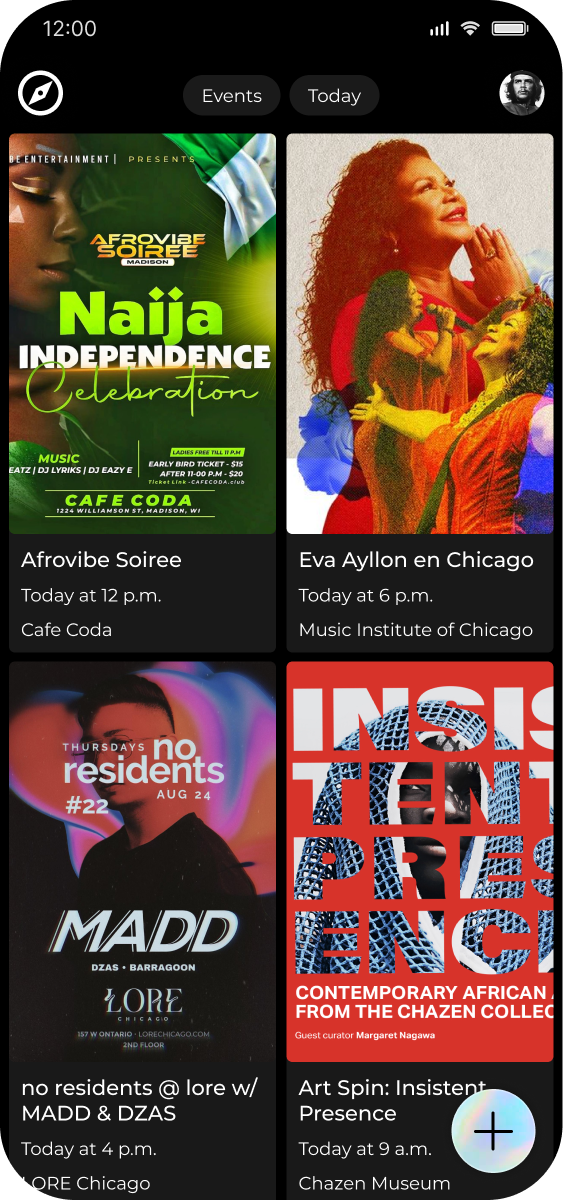 12:00
Events
Today
BE ENTERTAINMENT | PRESENTS
AFROVIBE
SOIREE
MADISON
Naija
INDEPENDENCE
Celebration
MUSIC
EATZ | DJ LYRIKS | DJ EAZY E
LADIES FREE TILL 11 P.M
EARLY BIRD TICKET - $15
AFTER 11-00 P.M - $20
Ticket Link -CAFECODA.club
CAFE CODA
1224 WILLIAMSON ST, MADISON, WI
Afrovibe Soiree
Today at 12 p.m.
Cafe Coda
Eva Ayllon en Chicago
Today at 6 p.m.
Music Institute of Chicago
THURSDAYS no
residents
#22
AUG 24
MADD
DZAS • BARRAGOON
LORE
CHICAGO
157 W ONTARIO · LORECHICAGO.COM
2ND FLOOR
no residents @ lore w/
MADD & DZAS
Today at 4 p.m.
LORE Chicago
INSIS
TENT
PRES
ENC
CONTEMPORARY AFRICAN A
FROM THE CHAZEN COLLEC
Guest curator Margaret Nagawa
Art Spin: Insistent
Presence
Today at 9 a.m.
Chazen Museum